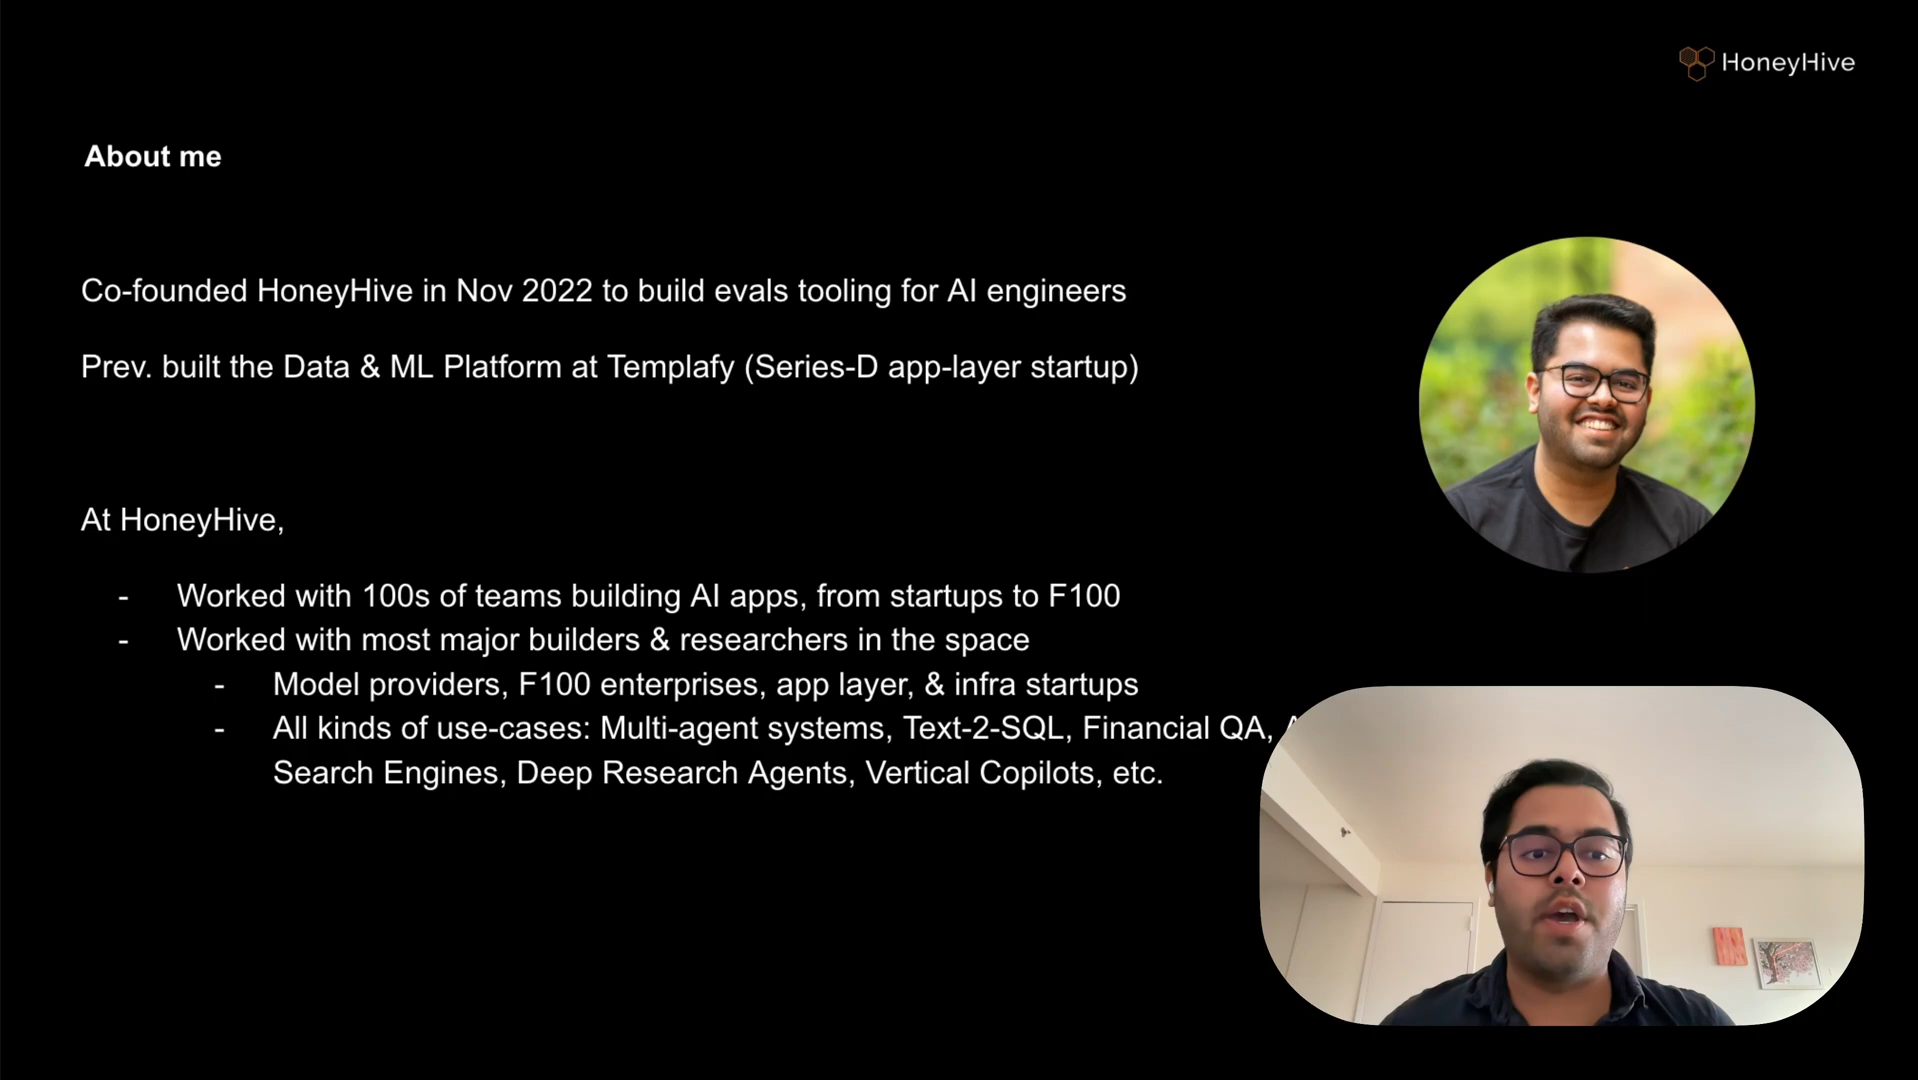 HoneyHive
About me
Co-founded HoneyHive in Nov 2022 to build evals tooling for AI engineers
Prev. built the Data & ML Platform at Templafy (Series-D app-layer startup)
At HoneyHive,
- Worked with 100s of teams building AI apps, from startups to F100
- Worked with most major builders & researchers in the space
- Model providers, F100 enterprises, app layer, & infra startups
- All kinds of use-cases: Multi-agent systems, Text-2-SQL, Financial QA,
Search Engines, Deep Research Agents, Vertical Copilots, etc.